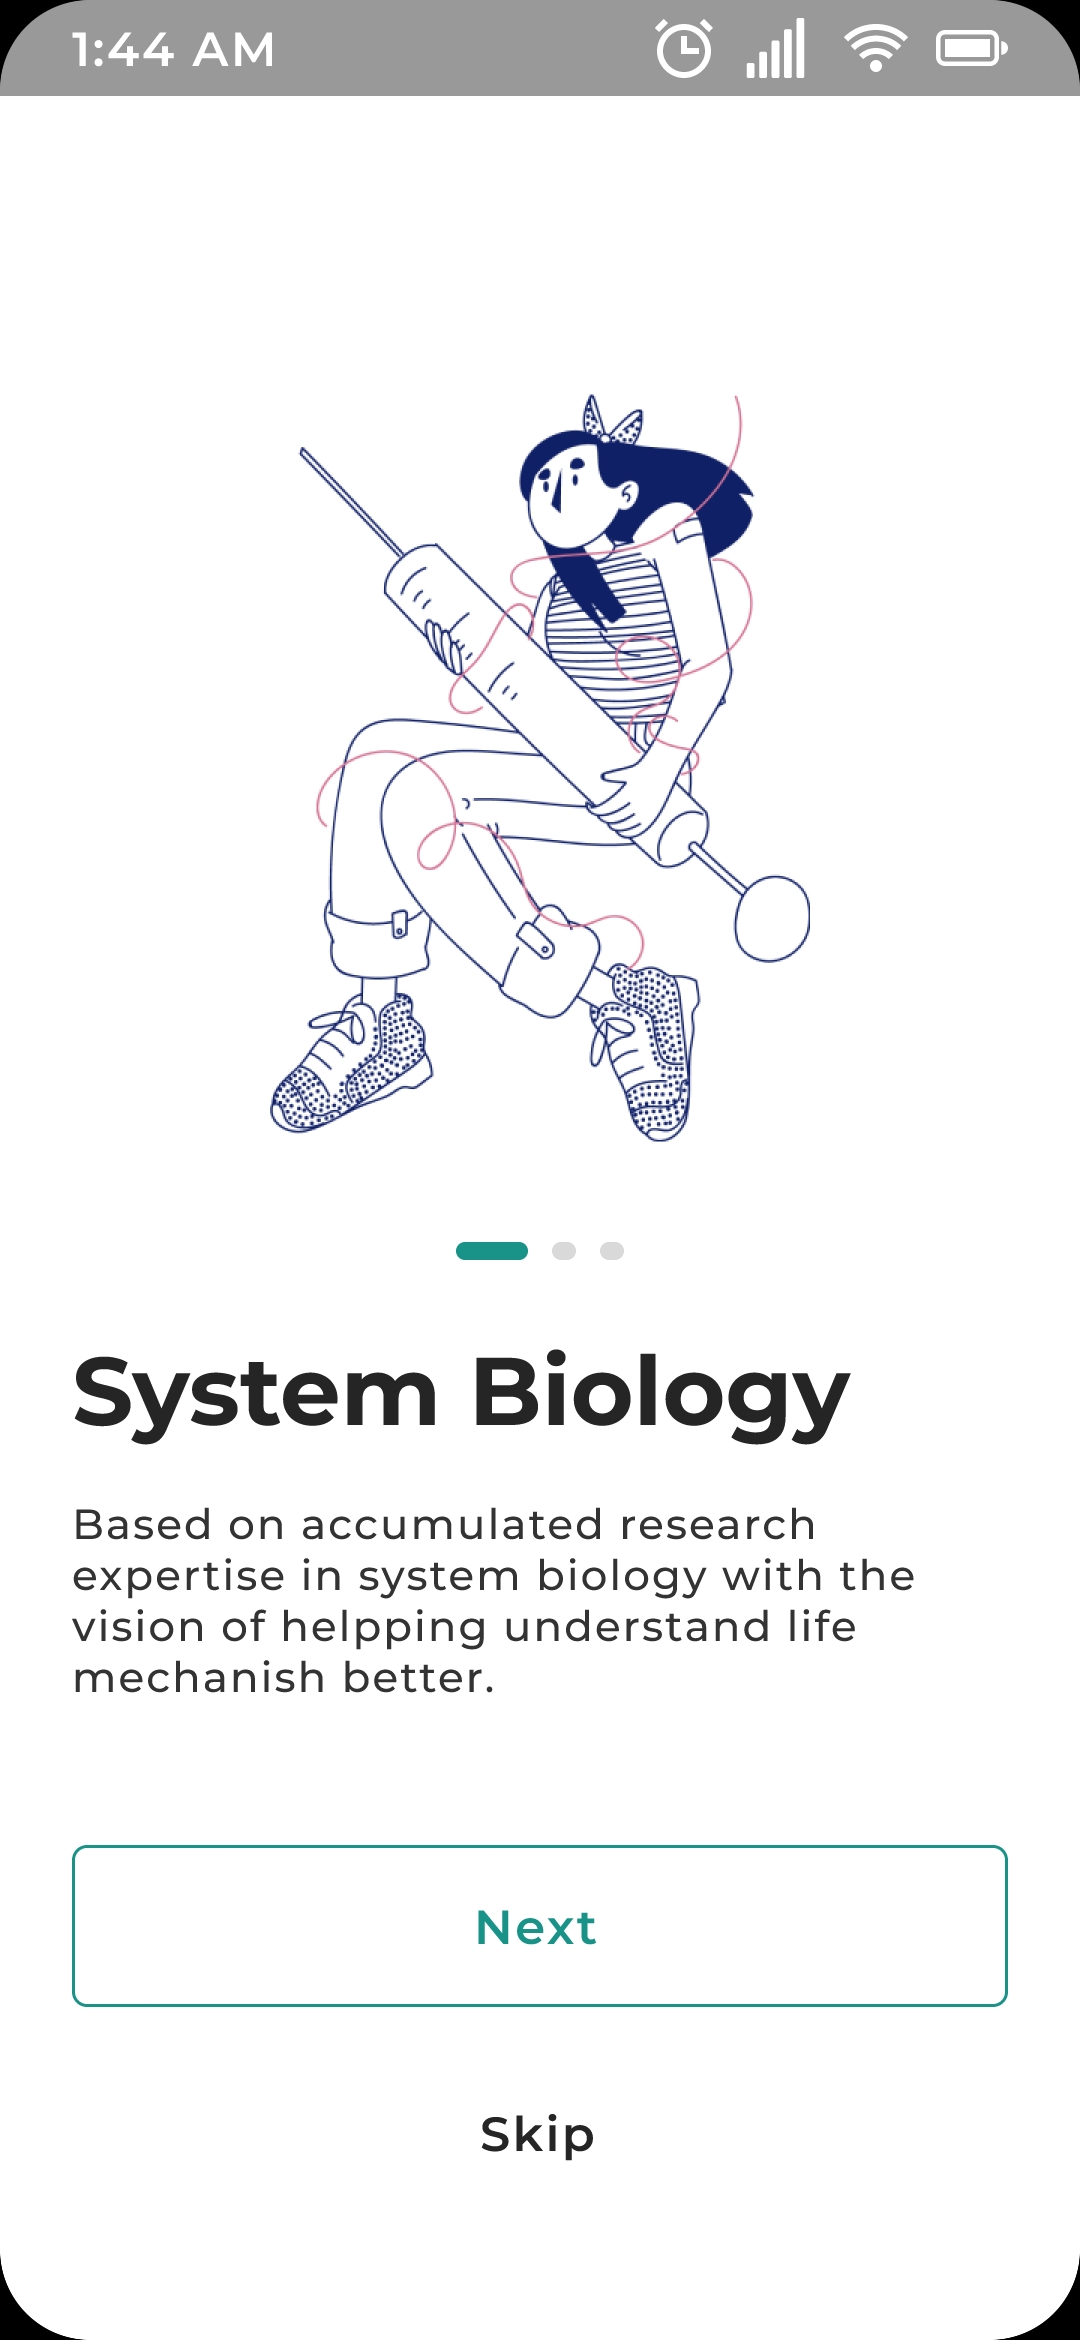 1:44 AM
System Biology
Based on accumulated research
expertise in system biology with the
vision of helpping understand life
mechanish better.
Next
Skip